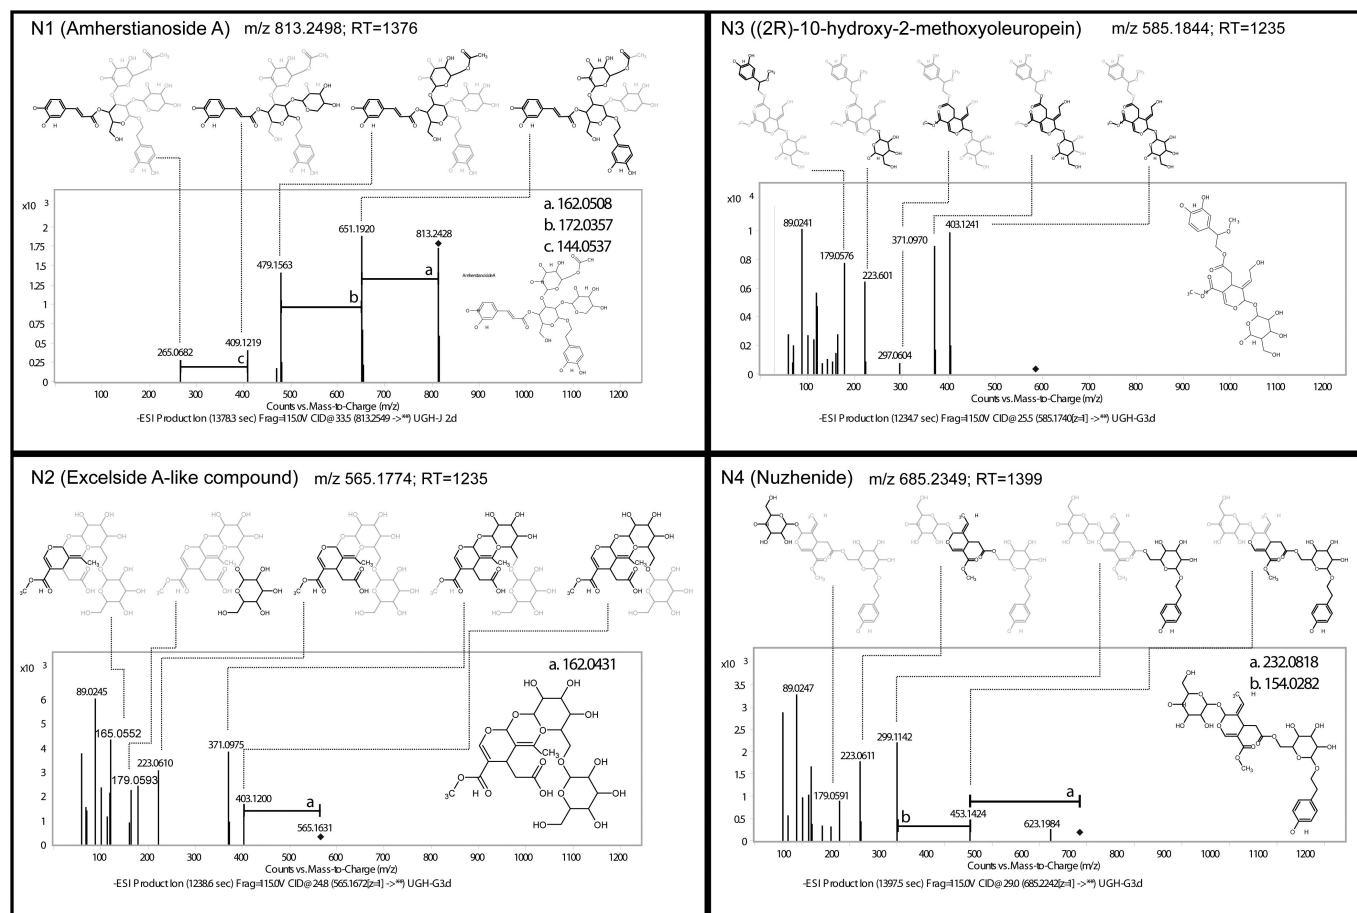 N1 (Amherstianoside A) m/z 813.2498; RT=1376
a. 162.0508
b. 172.0357
c. 144.0537
x10 3
2
1.75
1.5
1.25
1
0.75
0.5
0.25
0
265.0682
409.1219
479.1563
651.1920
813.2428
a
b
c
AmherstianosideA
100 200 300 400 500 600 700 800 900 1000 1100 1200
Counts vs. Mass-to-Charge (m/z)
-ESI Product Ion (1378.3 sec) Frag=115.0V CID@33.5 (813.2549 ->**) UGH-J 2.d
N3 ((2R)-10-hydroxy-2-methoxyoleuropein) m/z 585.1844; RT=1235
x10 4
1
0.8
0.6
0.4
0.2
0
89.0241
179.0576
223.601
297.0604
371.0970
403.1241
200 300 400 500 600 700 800 900 1000 1100 1200
Counts vs. Mass-to-Charge (m/z)
-ESI Product Ion (1234.7 sec) Frag=115.0V CID@25.5 (585.1740[z=1] ->**) UGH-G3.d
N2 (Excelside A-like compound) m/z 565.1774; RT=1235
a. 162.0431
x10 3
6
5
4
3
2
1
0
89.0245
165.0552
179.0593
223.0610
371.0975
403.1200
565.1631
a
100 200 300 400 500 600 700 800 900 1000 1100 1200
Counts vs. Mass-to-Charge (m/z)
-ESI Product Ion (1238.6 sec) Frag=115.0V CID@24.8 (565.1672[z=1] ->**) UGH-G3.d
N4 (Nuzhenide) m/z 685.2349; RT=1399
a. 232.0818
b. 154.0282
x10 3
3.5
3
2.5
2
1.5
1
0.5
0
89.0247
179.0591
223.0611
299.1142
453.1424
623.1984
a
b
100 200 300 400 500 600 700 800 900 1000 1100 1200
Counts vs. Mass-to-Charge (m/z)
-ESI Product Ion (1397.5 sec) Frag=115.0V CID@29.0 (685.2242[z=1] ->**) UGH-G3.d